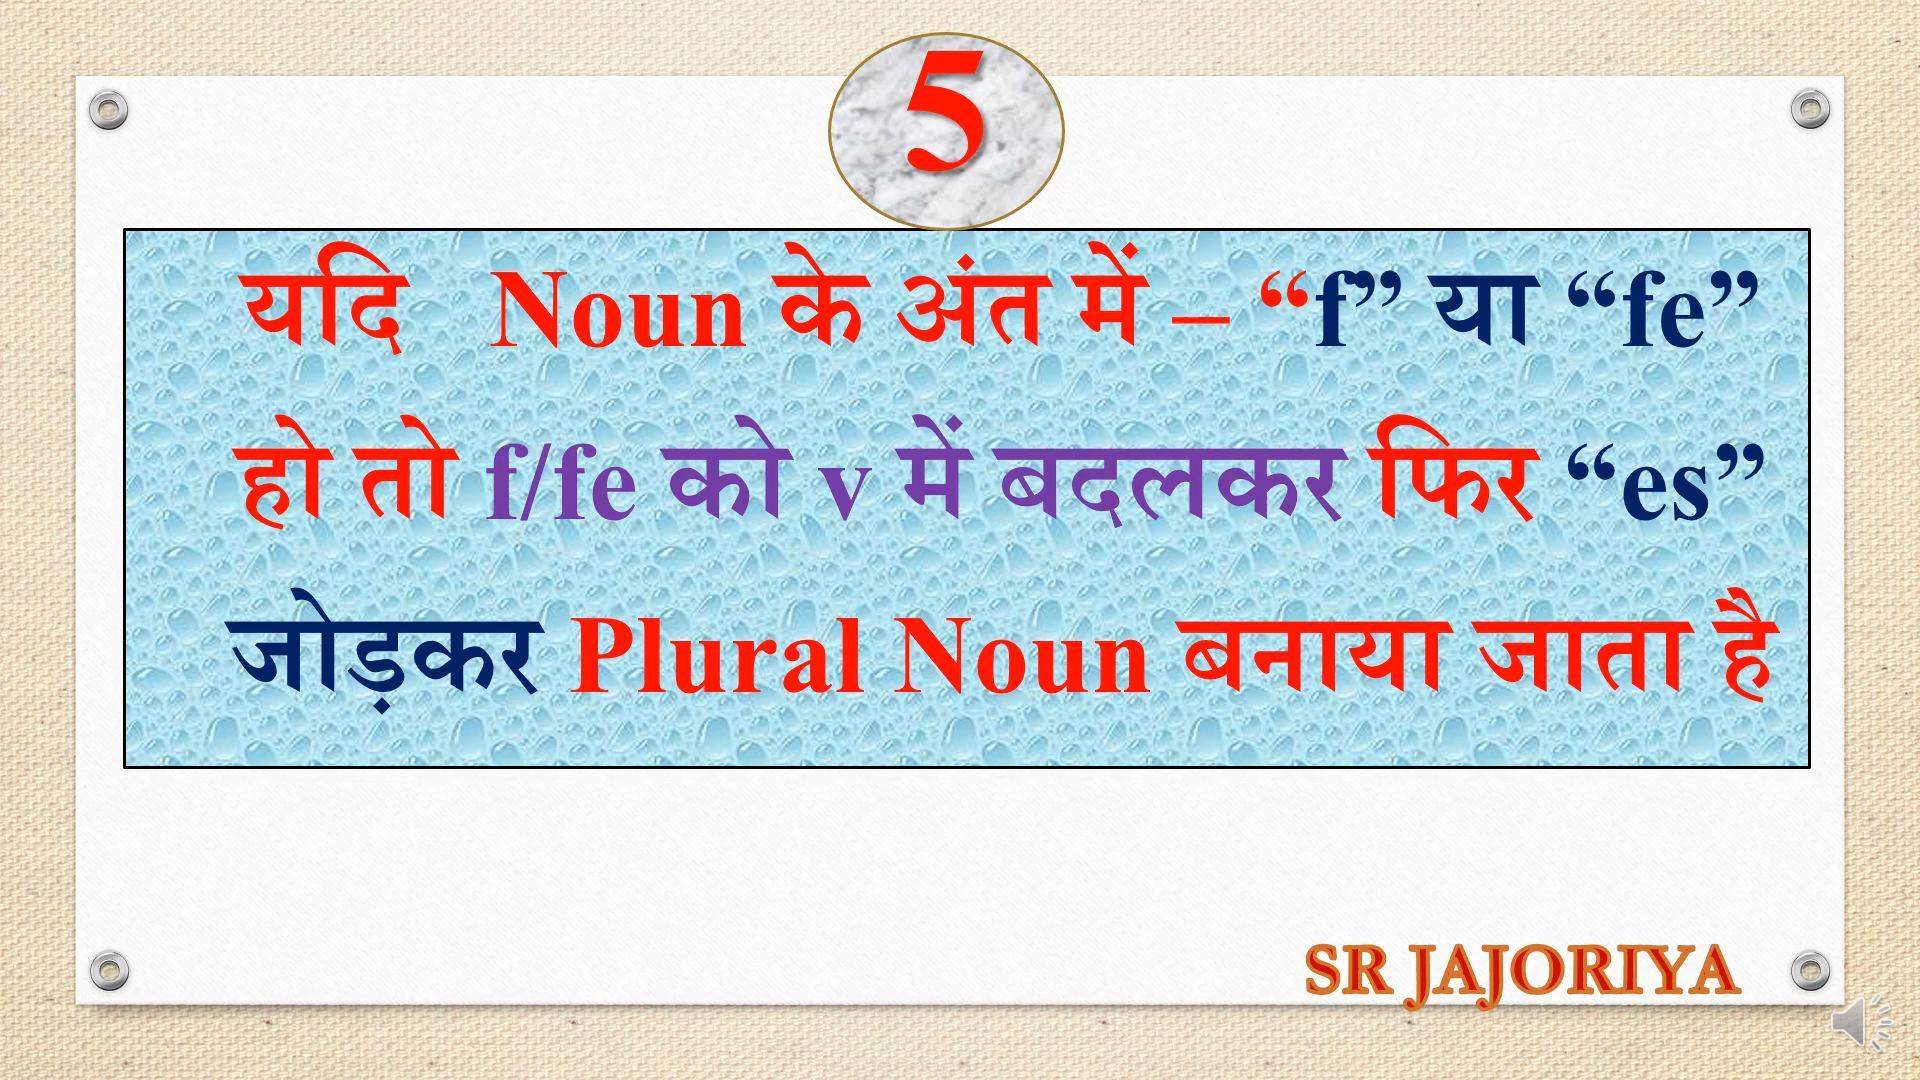 5
यदि Noun के अंत में – “f” या “fe”
हो तो f/fe को v में बदलकर फिर “es”
जोड़कर Plural Noun बनाया जाता है
SR JAJORIYA